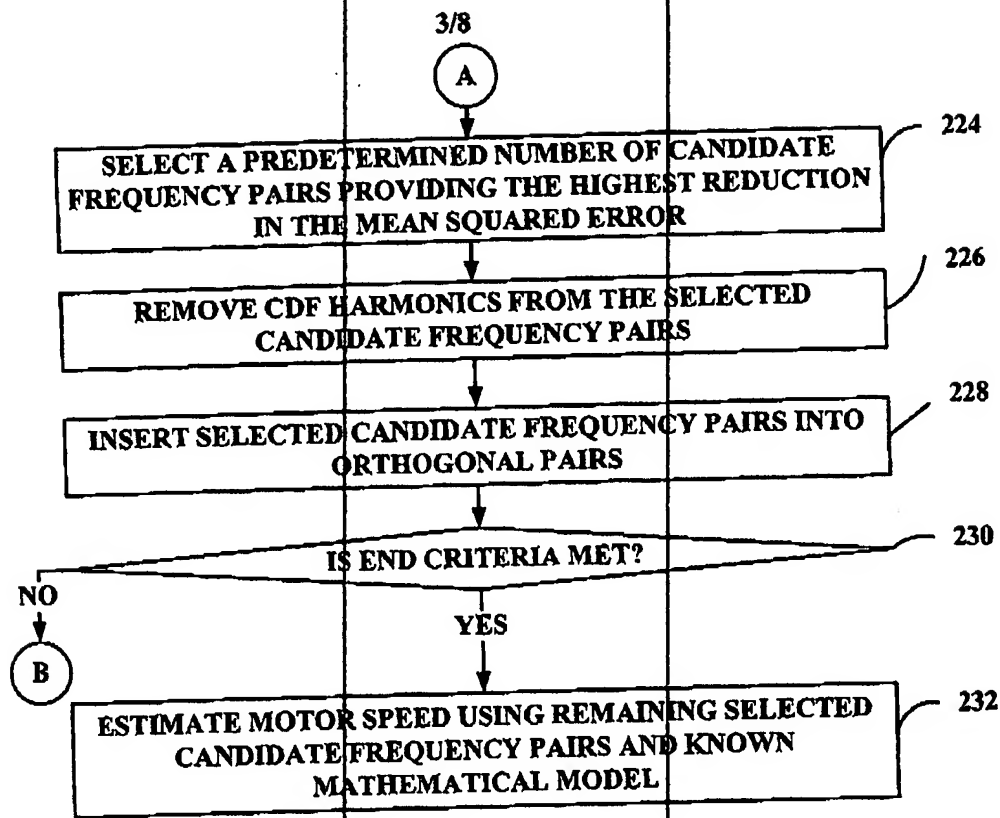 3/8
A
224
SELECT A PREDETERMINED NUMBER OF CANDIDATE
FREQUENCY PAIRS PROVIDING THE HIGHEST REDUCTION
IN THE MEAN SQUARED ERROR
226
REMOVE CDF HARMONICS FROM THE SELECTED
CANDIDATE FREQUENCY PAIRS
228
INSERT SELECTED CANDIDATE FREQUENCY PAIRS INTO
ORTHOGONAL PAIRS
230
IS END CRITERIA MET?
NO
YES
B
232
ESTIMATE MOTOR SPEED USING REMAINING SELECTED
CANDIDATE FREQUENCY PAIRS AND KNOWN
MATHEMATICAL MODEL